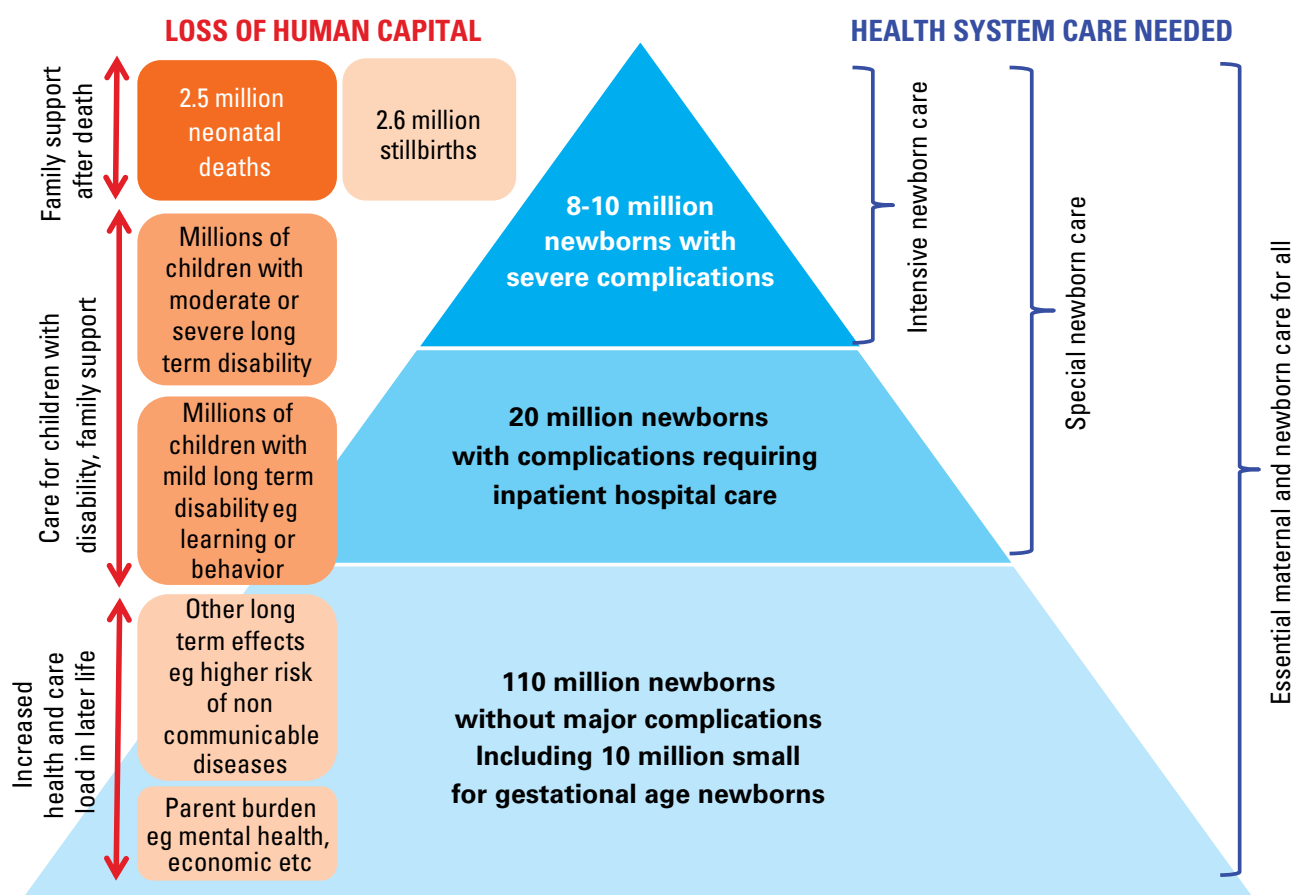 LOSS OF HUMAN CAPITAL
HEALTH SYSTEM CARE NEEDED
Family support
after death
2.5 million
neonatal
deaths
2.6 million
stillbirths
Care for children with
disability, family support
Millions of
children with
moderate or
severe long
term disability
Millions of
children with
mild long term
disability eg
learning or
behavior
Increased
health and care
load in later life
Other long
term effects
eg higher risk
of non
communicable
diseases
Parent burden
eg mental health,
economic etc
8-10 million
newborns with
severe complications
20 million newborns
with complications requiring
inpatient hospital care
110 million newborns
without major complications
Including 10 million small
for gestational age newborns
Intensive newborn care
Special newborn care
Essential maternal and newborn care for all